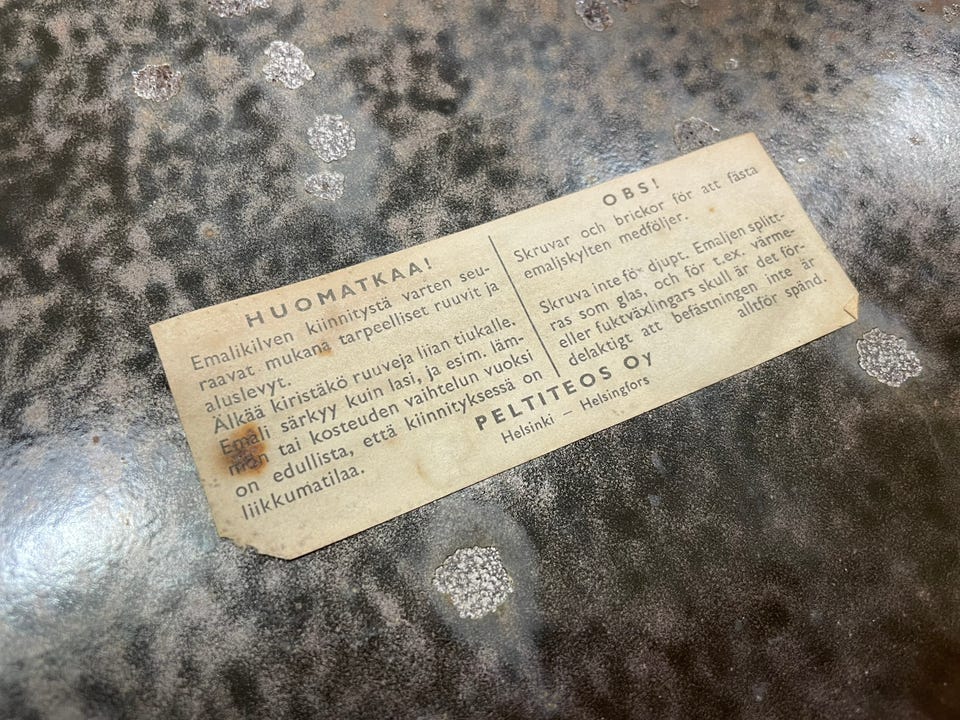 HUOMATKAA!
Emalikilven kiinnitystä varten seu-
raavat mukana tarpeelliset ruuvit ja
aluslevyt.
Älkää kiristäkö ruuveja liian tiukalle.
Emali särkyy kuin lasi, ja esim. läm-
män tai kosteuden vaihtelun vuoksi
on edullista, että kiinnityksessä on
liikkumatilaa.
OBS!
Skruvar och brickor för att fästa
emaljskylten medföljer.
Skruva inte för djupt. Emaljen splitt-
ras som glas, och för t.ex. värme-
eller fuktväxlingars skull är det för-
delaktigt att befästningen inte är
alltför spänd.
PELTITEOS Oy
Helsinki — Helsingfors